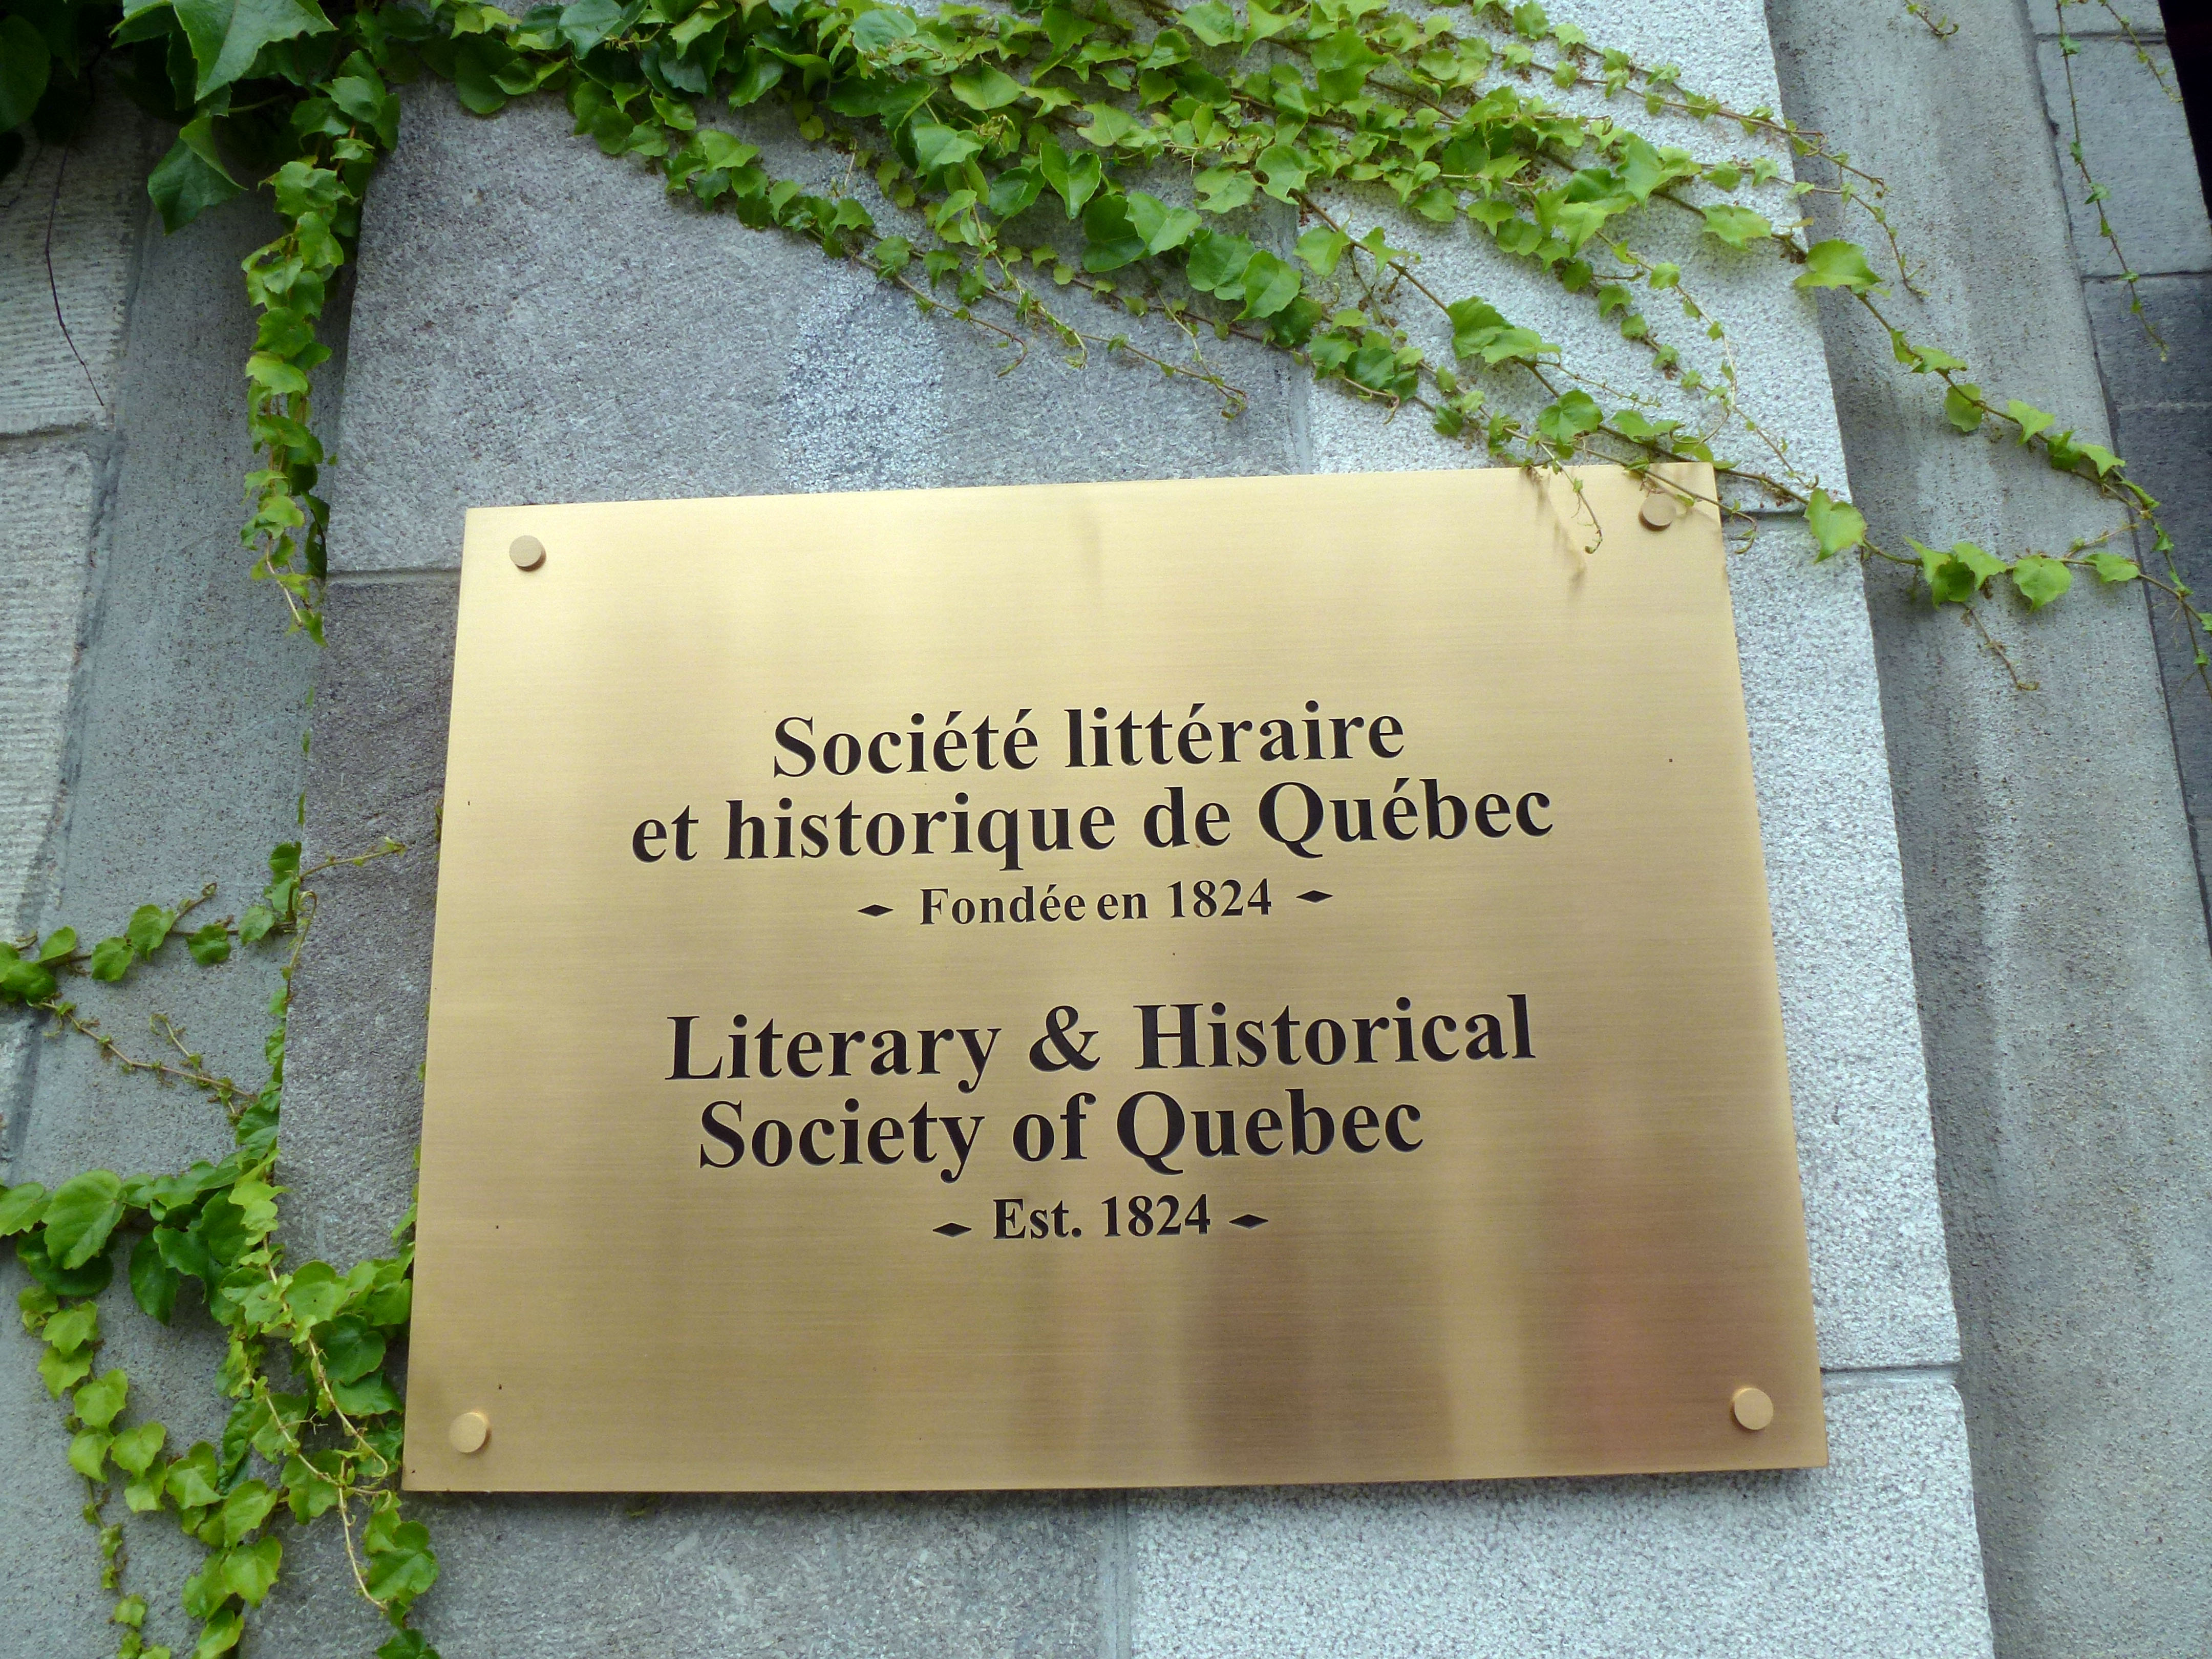 Société littéraire
et historique de Québec
Fondée en 1824
Literary & Historical
Society of Quebec
Est. 1824